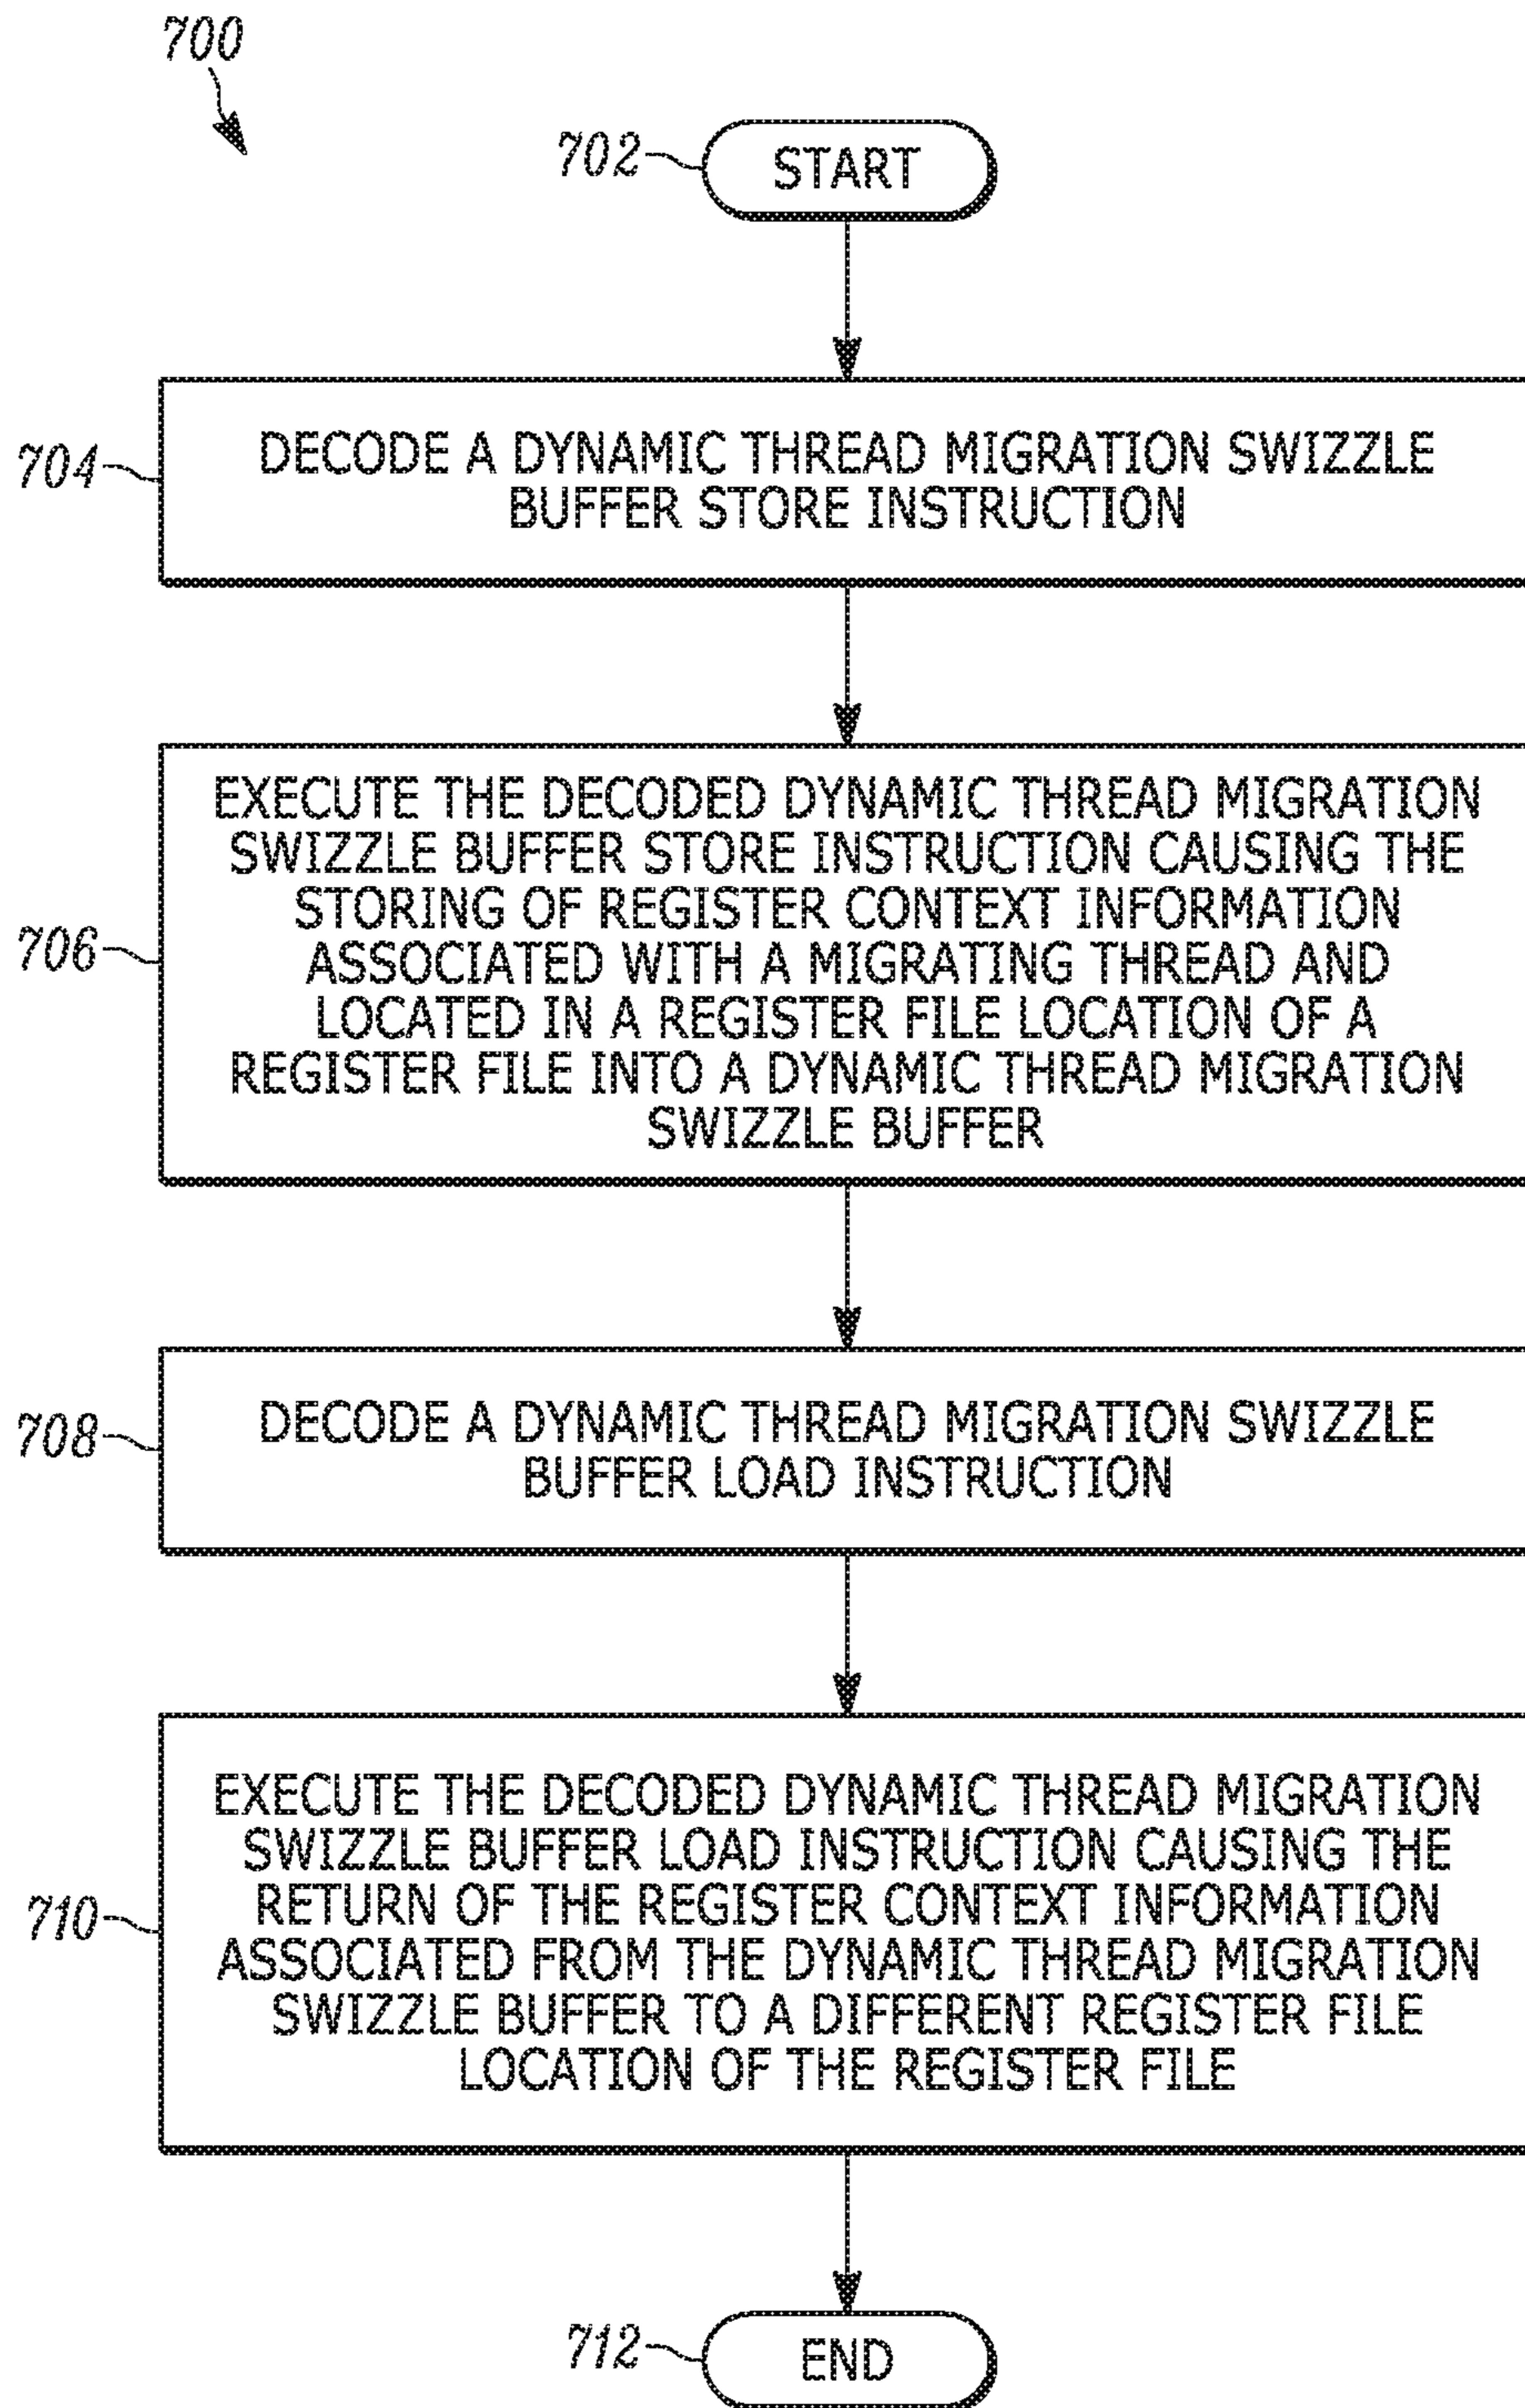 700
702
START
704
DECODE A DYNAMIC THREAD MIGRATION SWIZZLE
BUFFER STORE INSTRUCTION
706
EXECUTE THE DECODED DYNAMIC THREAD MIGRATION
SWIZZLE BUFFER STORE INSTRUCTION CAUSING THE
STORING OF REGISTER CONTEXT INFORMATION
ASSOCIATED WITH A MIGRATING THREAD AND
LOCATED IN A REGISTER FILE LOCATION OF A
REGISTER FILE INTO A DYNAMIC THREAD MIGRATION
SWIZZLE BUFFER
708
DECODE A DYNAMIC THREAD MIGRATION SWIZZLE
BUFFER LOAD INSTRUCTION
710
EXECUTE THE DECODED DYNAMIC THREAD MIGRATION
SWIZZLE BUFFER LOAD INSTRUCTION CAUSING THE
RETURN OF THE REGISTER CONTEXT INFORMATION
ASSOCIATED FROM THE DYNAMIC THREAD MIGRATION
SWIZZLE BUFFER TO A DIFFERENT REGISTER FILE
LOCATION OF THE REGISTER FILE
712
END